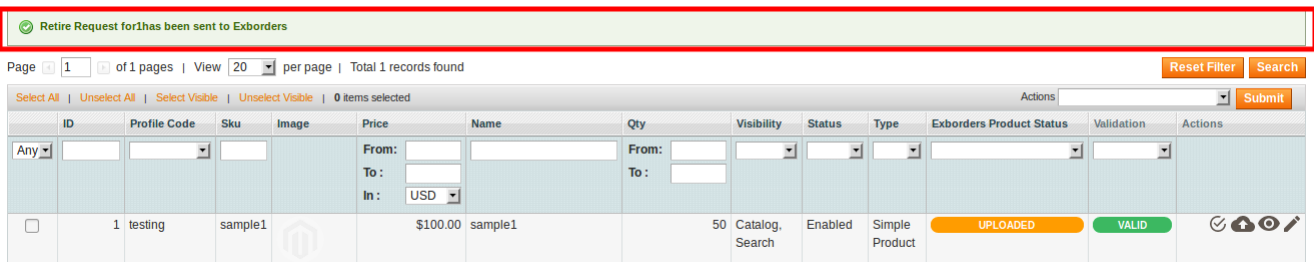 Retire Request for1has been sent to Exborders
Page 1 of 1 pages | View 20 per page | Total 1 records found Reset Filter Search
Select All | Unselect All | Select Visible | Unselect Visible | 0 items selected Actions Submit
ID Profile Code Sku Image Price Name Qty Visibility Status Type Exborders Product Status Validation Actions
Any From: From:
To : To :
In : USD
1 testing sample1 $100.00 sample1 50 Catalog, Enabled Simple UPLOADED VALID
Search Product